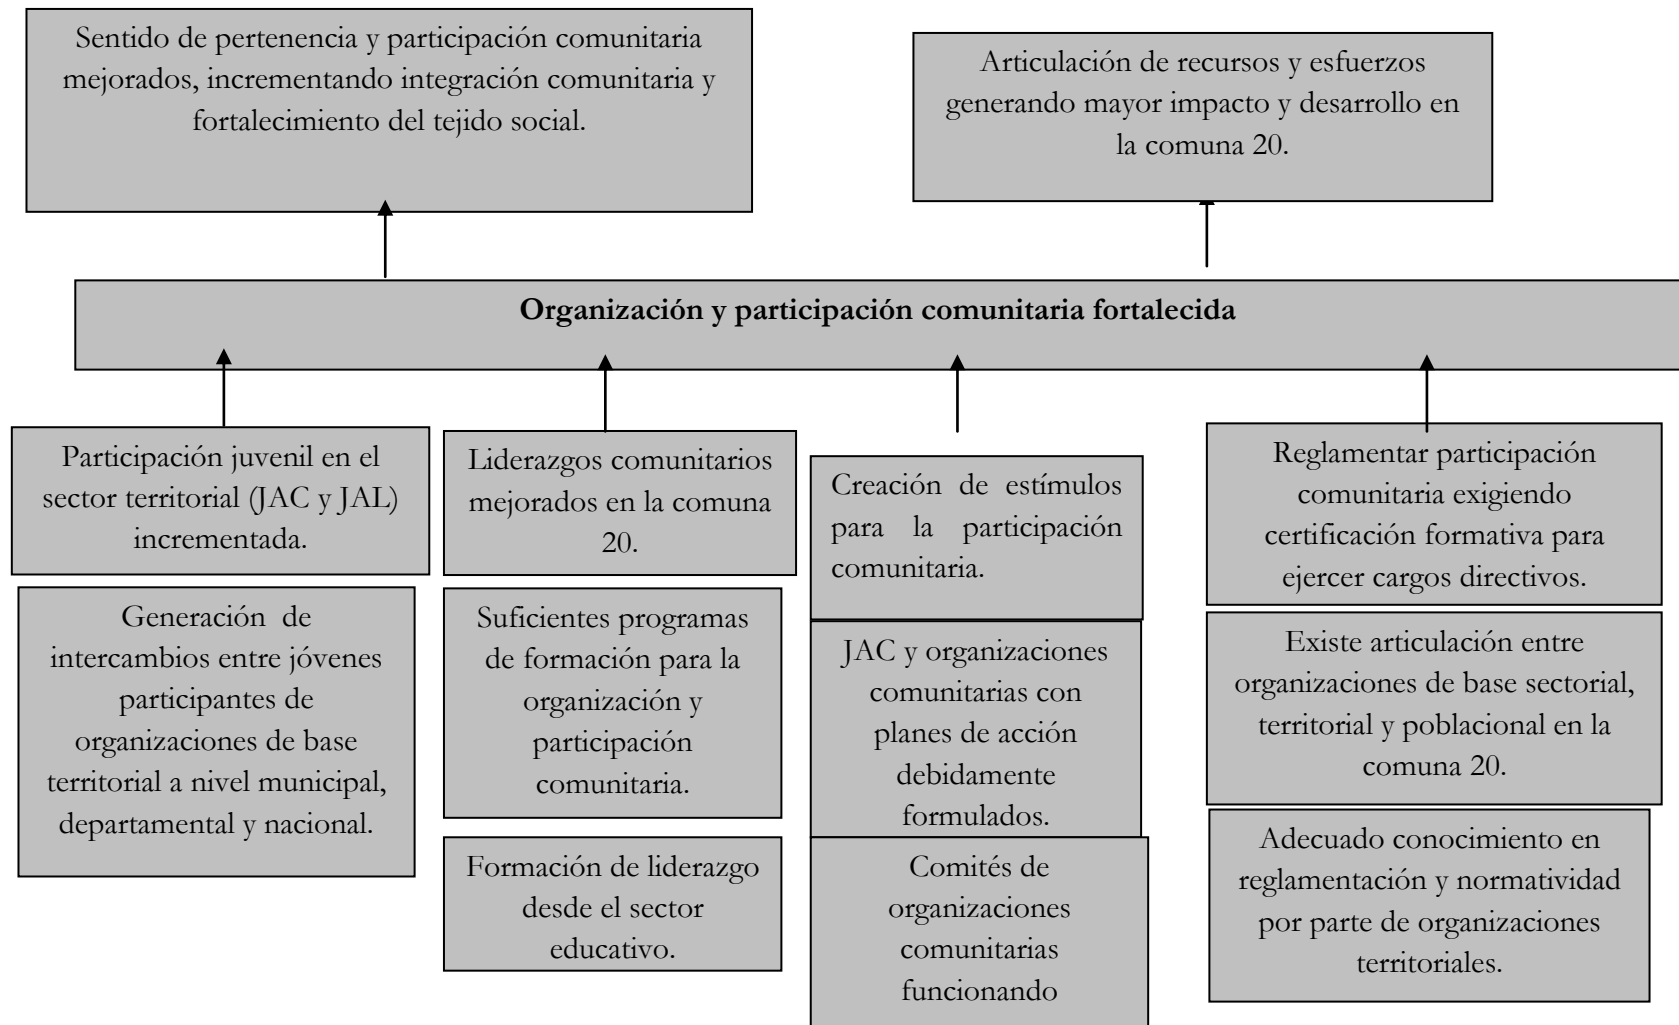 Sentido de pertenencia y participación comunitaria
mejorados, incrementando integración comunitaria y
fortalecimiento del tejido social.
Articulación de recursos y esfuerzos
generando mayor impacto y desarrollo en
la comuna 20.
Organización y participación comunitaria fortalecida
Participación juvenil en el
sector territorial (JAC y JAL)
incrementada.
Generación de
intercambios entre jóvenes
participantes de
organizaciones de base
territorial a nivel municipal,
departamental y nacional.
Liderazgos comunitarios
mejorados en la comuna
20.
Suficientes programas
de formación para la
organización y
participación
comunitaria.
Formación de liderazgo
desde el sector
educativo.
Creación de estímulos
para la participación
comunitaria.
JAC y organizaciones
comunitarias con
planes de acción
debidamente
formulados.
Comités de
organizaciones
comunitarias
funcionando
Reglamentar participación
comunitaria exigiendo
certificación formativa para
ejercer cargos directivos.
Existe articulación entre
organizaciones de base sectorial,
territorial y poblacional en la
comuna 20.
Adecuado conocimiento en
reglamentación y normatividad
por parte de organizaciones
territoriales.